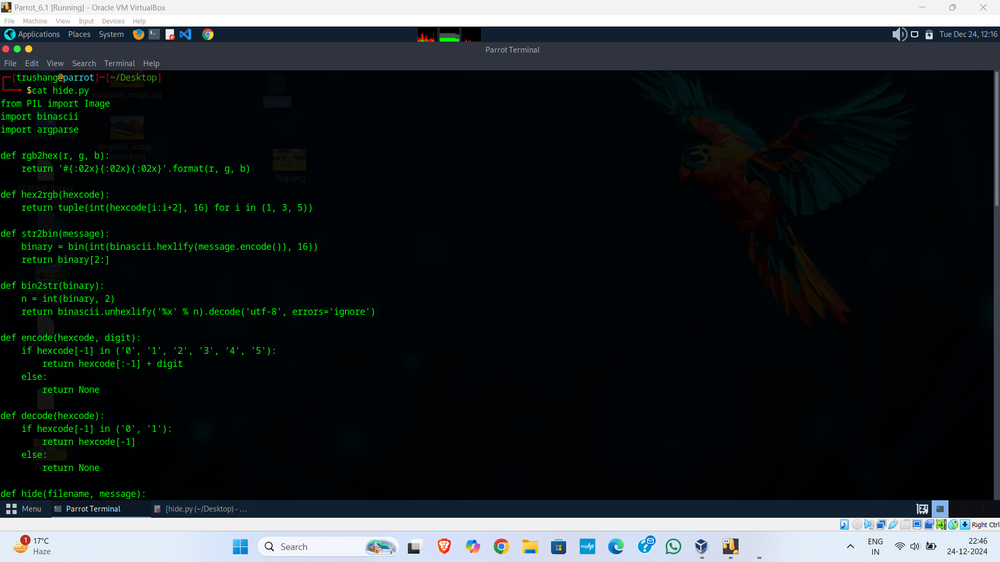 Parrot_6.1 [Running] - Oracle VM VirtualBox
File Machine View Input Devices Help
Applications Places System
Tue Dec 24, 12:16
Parrot Terminal
File Edit View Search Terminal Help
[trushang@parrot]─[~/Desktop]
$cat hide.py
stegsuite_image.jpg
hide.py
from PIL import Image
import binascii
import argparse
trushang's Home
stegsuite_image_
embed.jpg
def rgb2hex(r, g, b):
    return '#{:02x}{:02x}{:02x}'.format(r, g, b)
Dog.jpeg
README.license
def hex2rgb(hexcode):
    return tuple(int(hexcode[i:i+2], 16) for i in (1, 3, 5))
def str2bin(message):
    binary = bin(int(binascii.hexlify(message.encode()), 16))
    return binary[2:]
def bin2str(binary):
    n = int(binary, 2)
    return binascii.unhexlify('%x' % n).decode('utf-8', errors='ignore')
def encode(hexcode, digit):
secrets.txt
    if hexcode[-1] in ('0', '1', '2', '3', '4', '5'):
        return hexcode[:-1] + digit
    else:
        return None
def decode(hexcode):
    if hexcode[-1] in ('0', '1'):
        return hexcode[-1]
    else:
        return None
def hide(filename, message):
Menu Parrot Terminal [hide.py (~/Desktop) - ...
Right Ctrl
1 17°C
Haze
Search
64
myhp
ENG
IN
22:46
24-12-2024